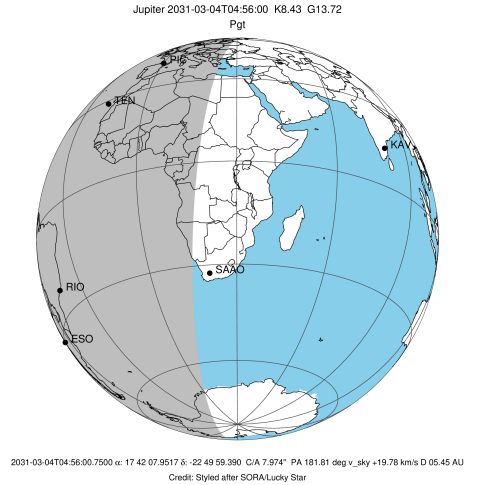 Jupiter 2031-03-04T04:56:00 K8.43 G13.72
Pgt
PIC
TEN
KAV
SAAO
RIO
ESO
2031-03-04T04:56:00.7500 α: 17 42 07.9517 δ: -22 49 59.390 C/A 7.974" PA 181.81 deg v_sky +19.78 km/s D 05.45 AU
Credit: Styled after SORA/Lucky Star